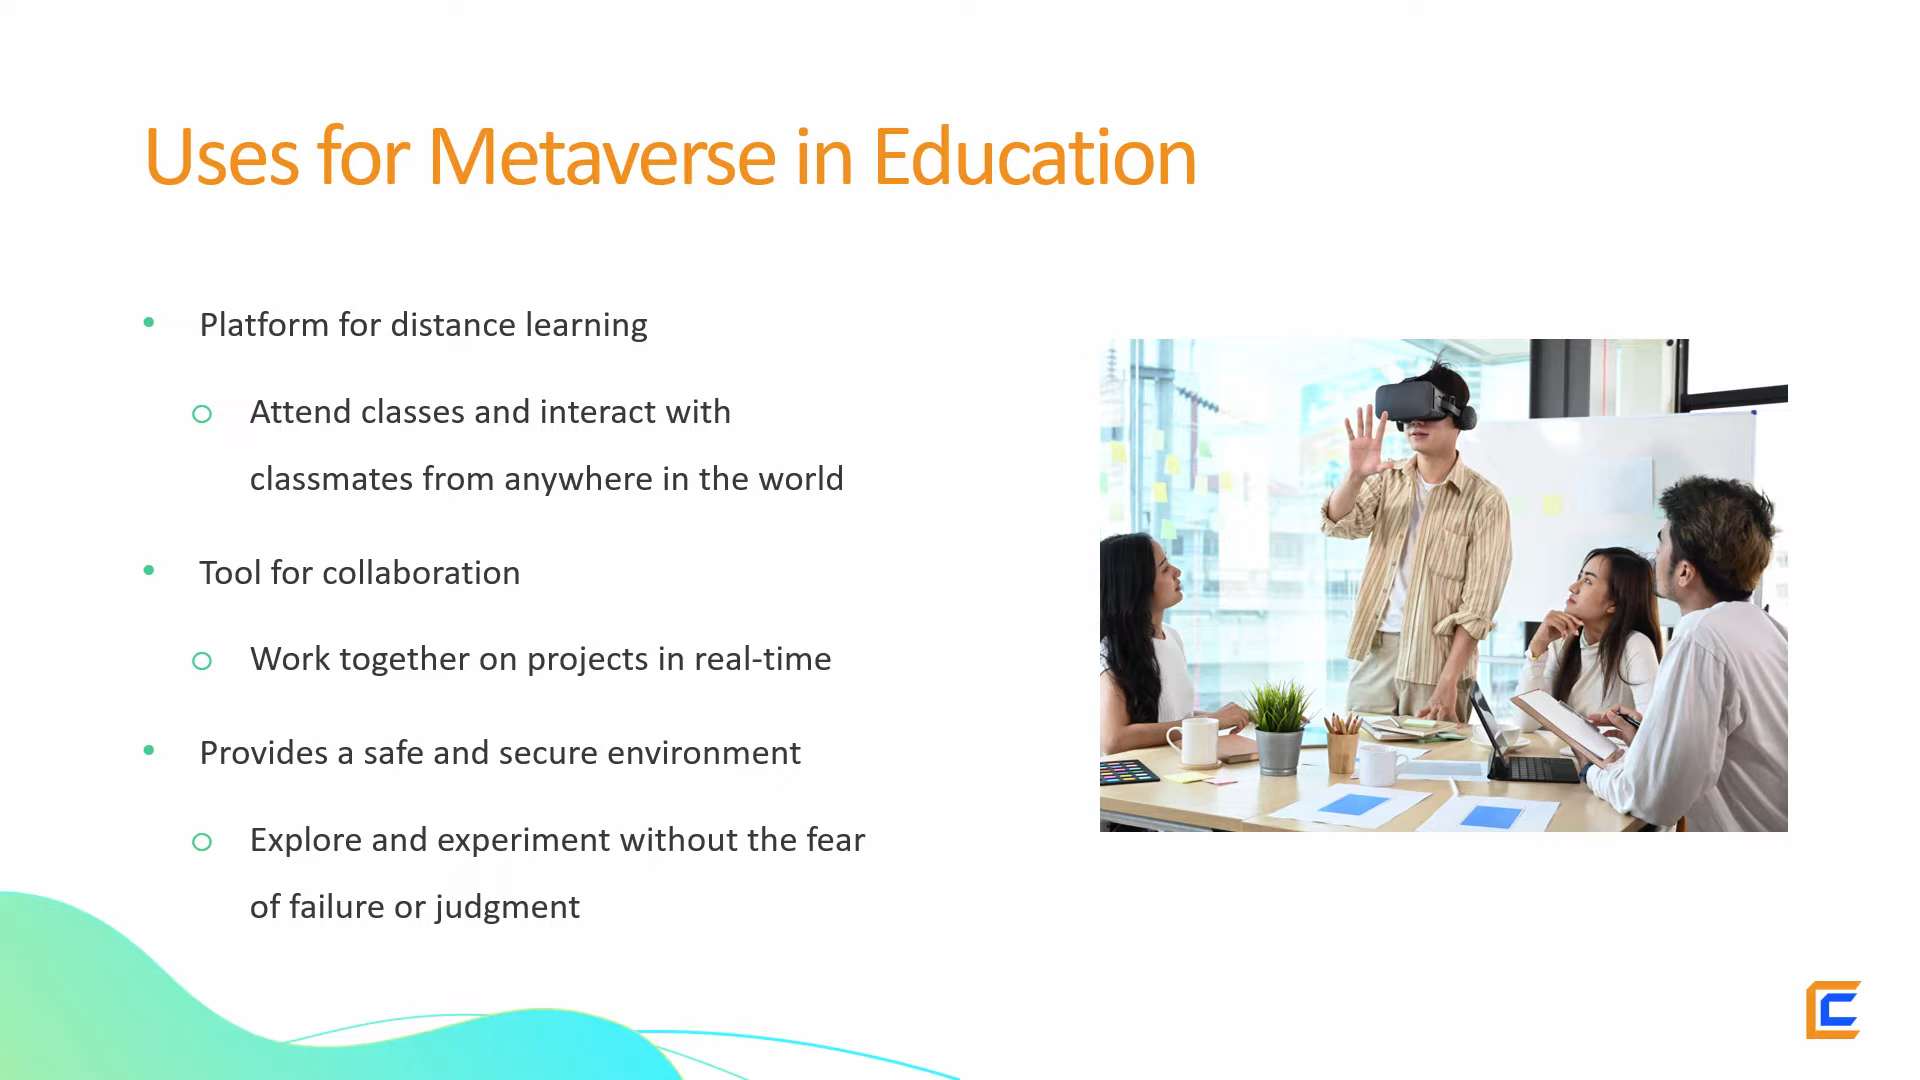 Uses for Metaverse in Education
• Platform for distance learning
o Attend classes and interact with
classmates from anywhere in the world
• Tool for collaboration
o Work together on projects in real-time
• Provides a safe and secure environment
o Explore and experiment without the fear
of failure or judgment